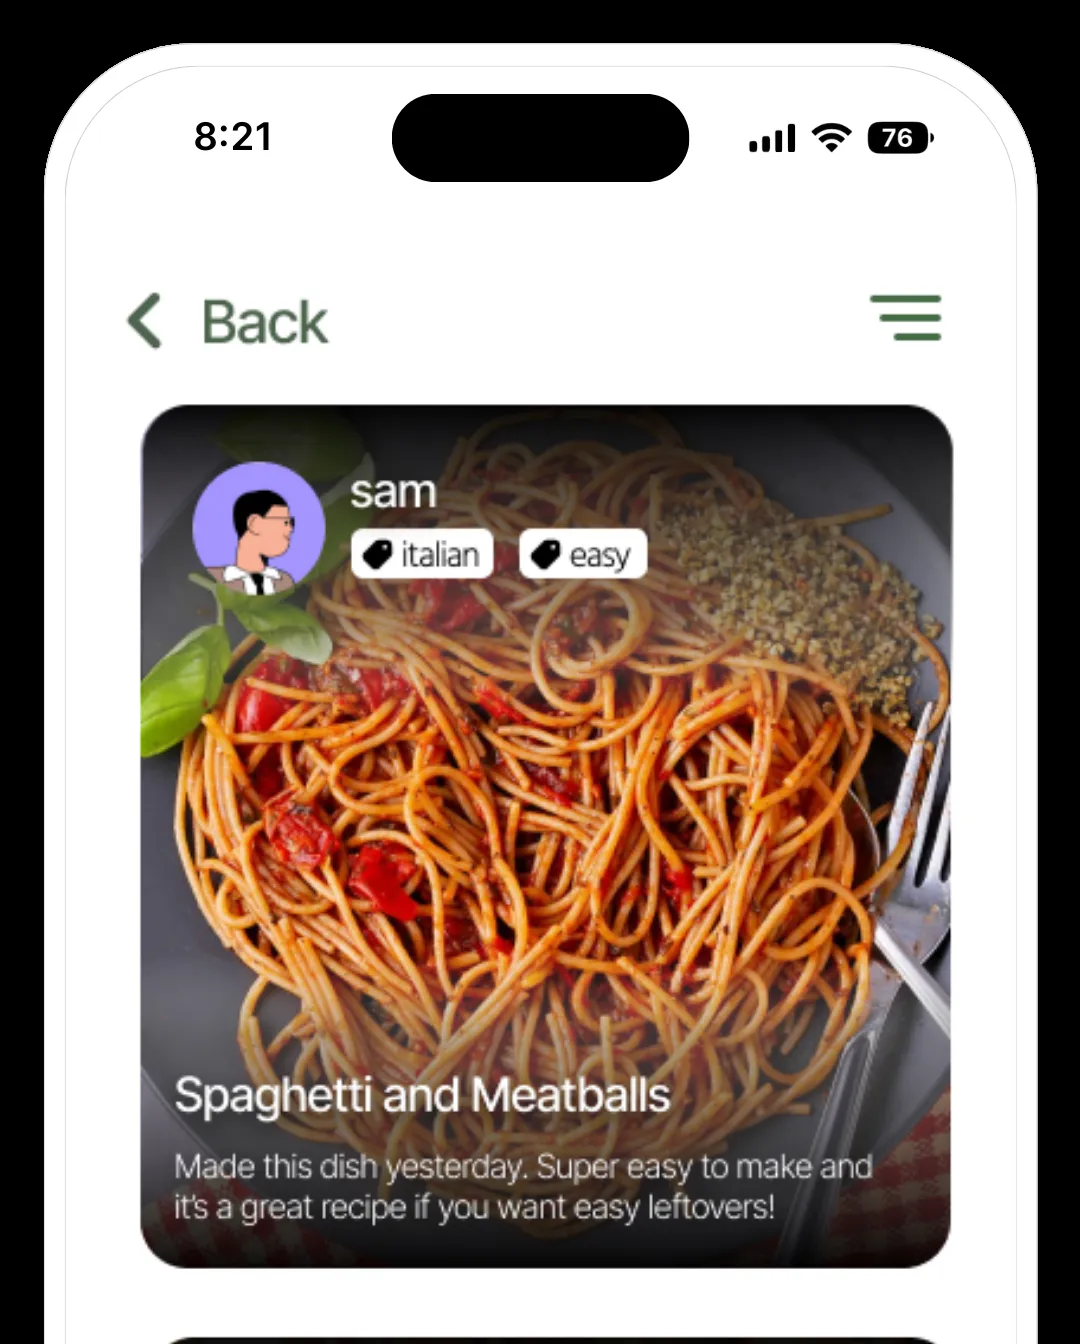 8:21
76
Back
sam
italian
easy
Spaghetti and Meatballs
Made this dish yesterday. Super easy to make and
it's a great recipe if you want easy leftovers!